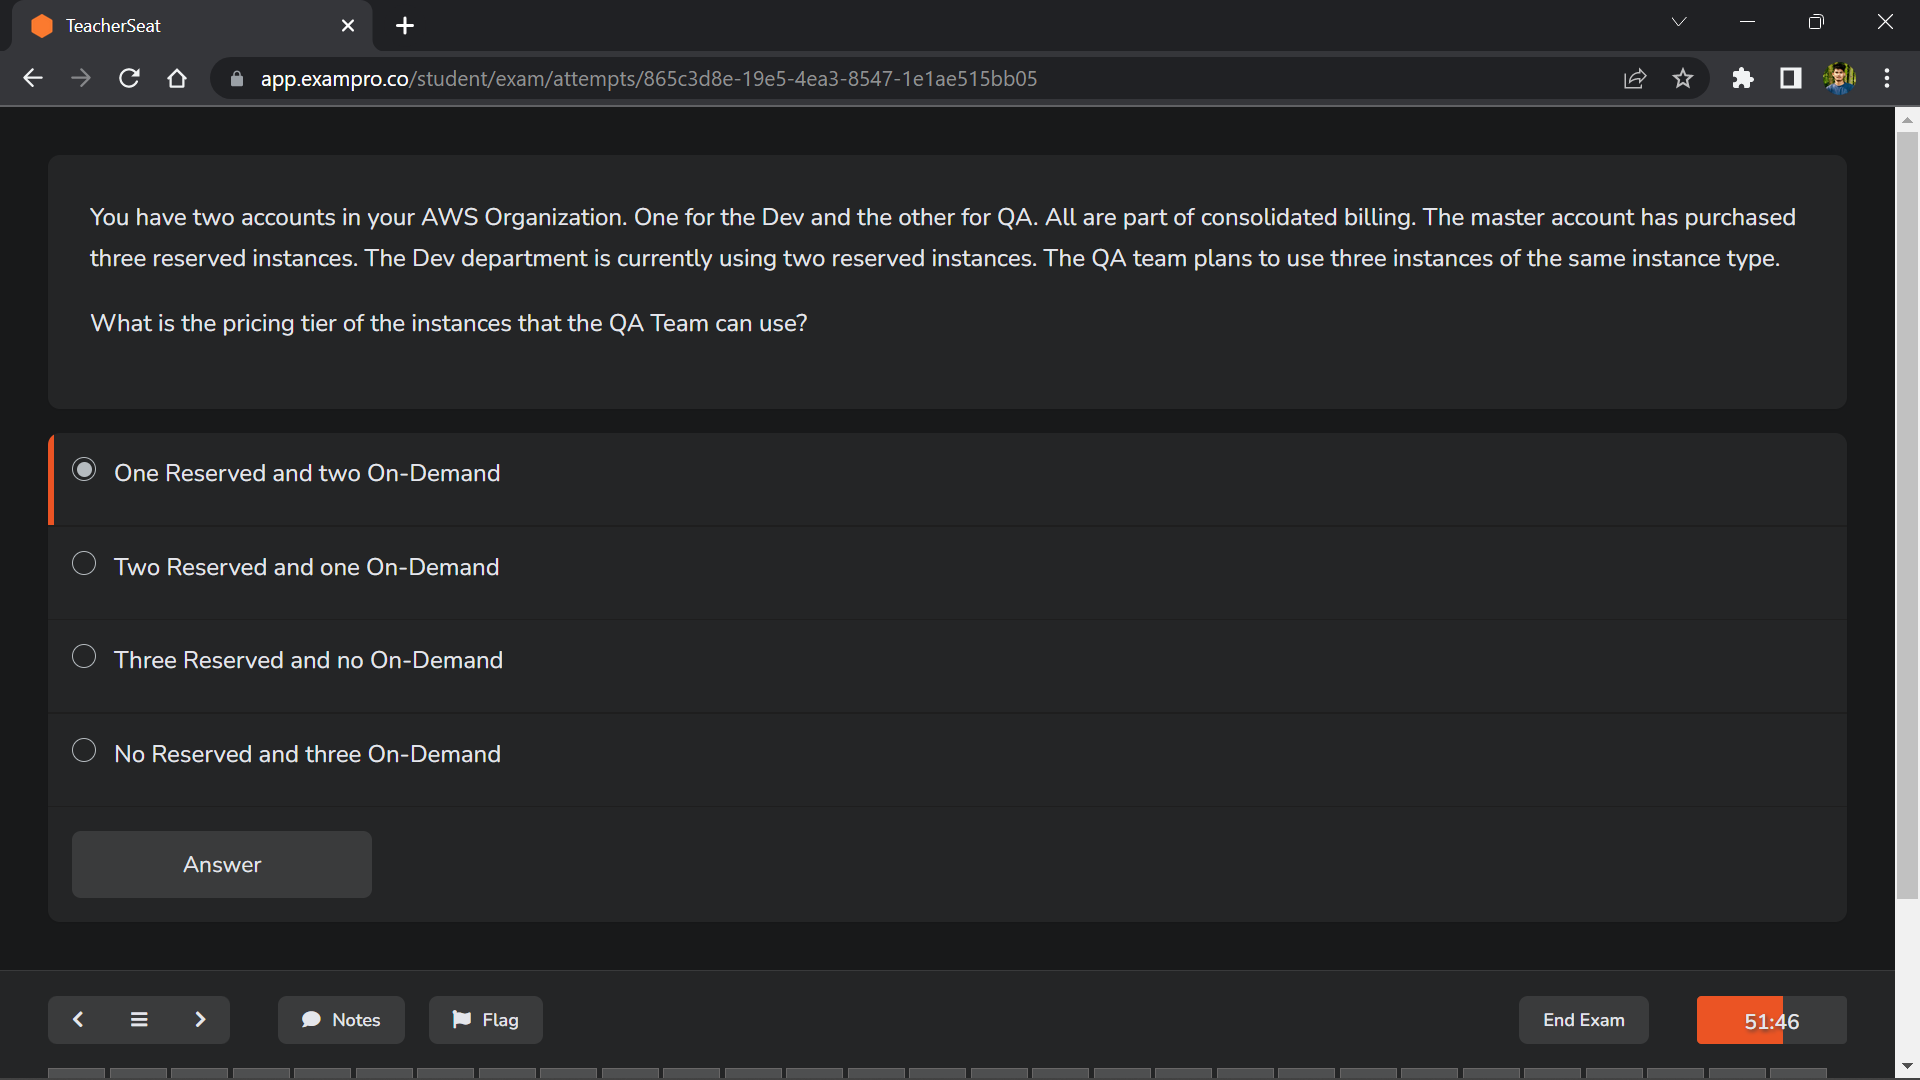 TeacherSeat
app.exampro.co/student/exam/attempts/865c3d8e-19e5-4ea3-8547-1e1ae515bb05
You have two accounts in your AWS Organization. One for the Dev and the other for QA. All are part of consolidated billing. The master account has purchased
three reserved instances. The Dev department is currently using two reserved instances. The QA team plans to use three instances of the same instance type.
What is the pricing tier of the instances that the QA Team can use?
One Reserved and two On-Demand
Two Reserved and one On-Demand
Three Reserved and no On-Demand
No Reserved and three On-Demand
Answer
Notes
Flag
End Exam
51:46